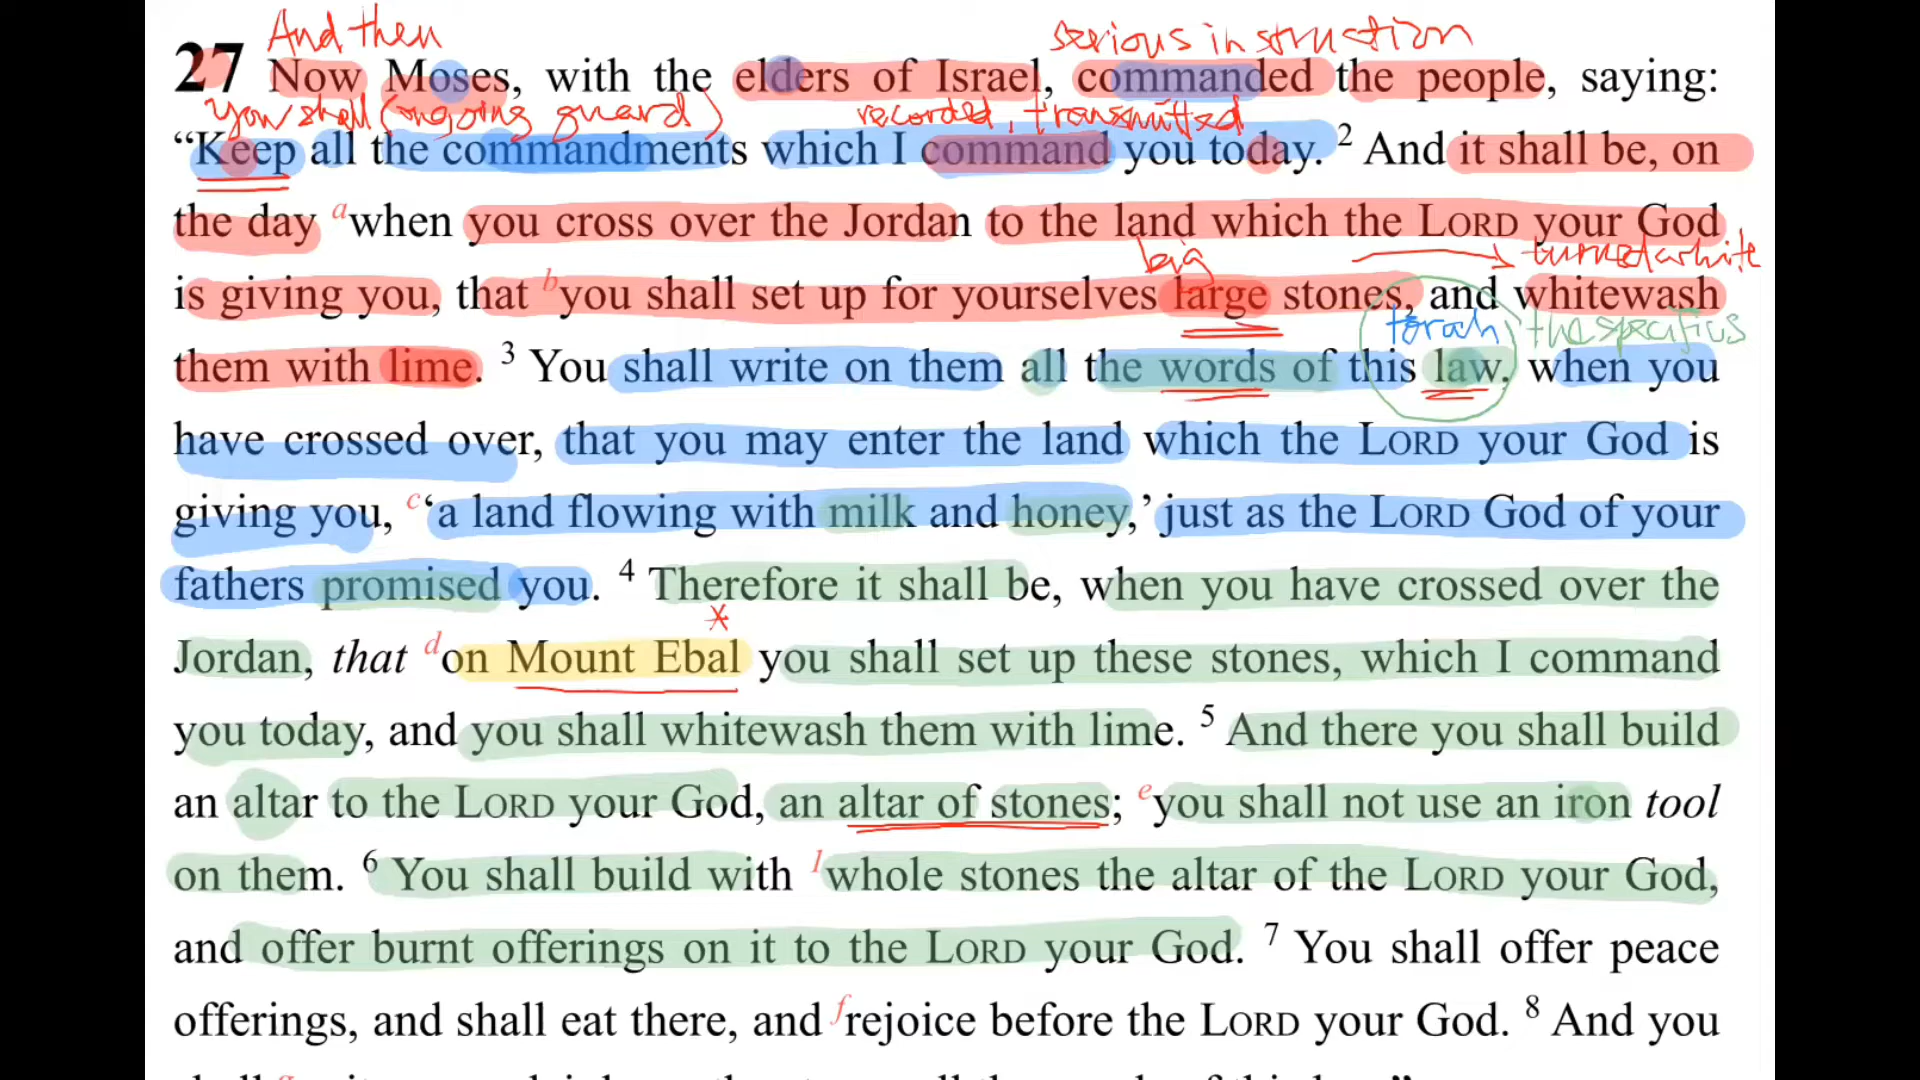 And then serious instruction
27 Now Moses, with the elders of Israel, commanded the people, saying:
you shall (ongoing guard) recorded, transmitted
“Keep all the commandments which I command you today. 2 And it shall be, on
the day a when you cross over the Jordan to the land which the LORD your God
big turned white
is giving you, that b you shall set up for yourselves large stones, and whitewash
torah, the specifics
them with lime. 3 You shall write on them all the words of this law, when you
have crossed over, that you may enter the land which the LORD your God is
giving you, c ‘a land flowing with milk and honey,’ just as the LORD God of your
fathers promised you. 4 Therefore it shall be, when you have crossed over the
Jordan, that d on Mount Ebal you shall set up these stones, which I command
you today, and you shall whitewash them with lime. 5 And there you shall build
an altar to the LORD your God, an altar of stones; e you shall not use an iron tool
on them. 6 You shall build with 1 whole stones the altar of the LORD your God,
and offer burnt offerings on it to the LORD your God. 7 You shall offer peace
offerings, and shall eat there, and f rejoice before the LORD your God. 8 And you